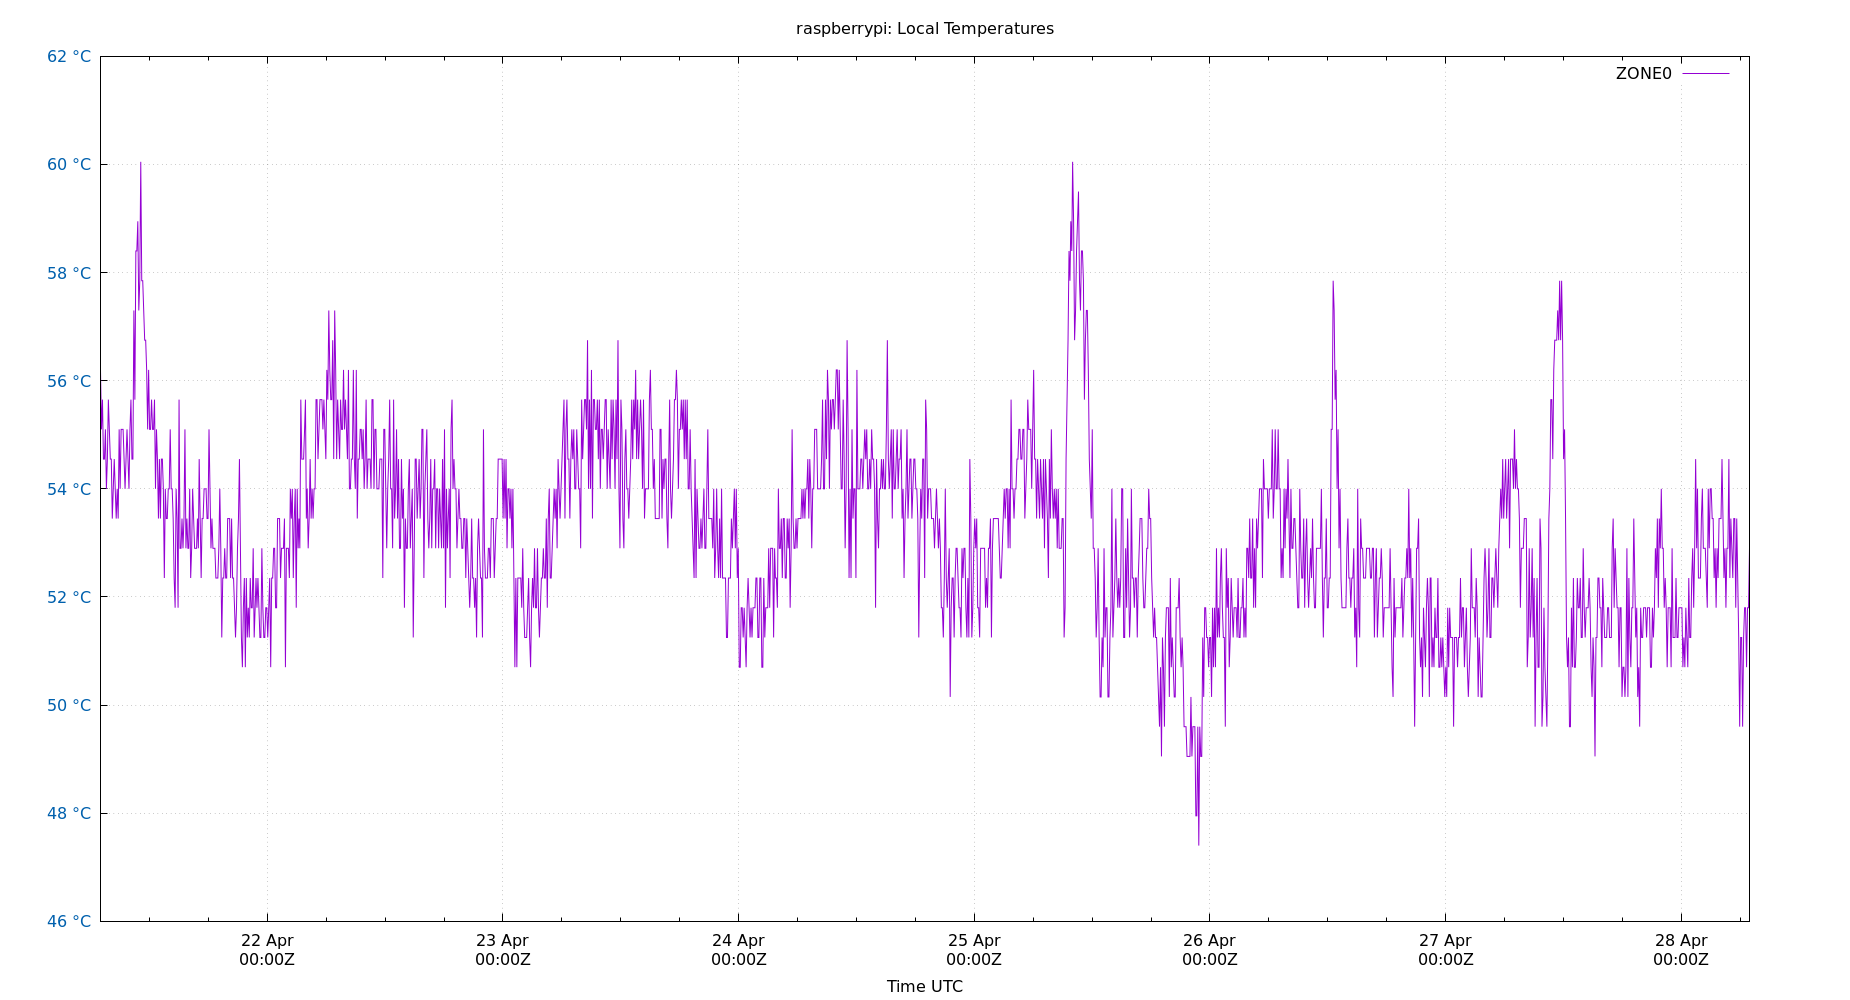 raspberrypi: Local Temperatures
62 °C
ZONE0
60 °C
58 °C
56 °C
54 °C
52 °C
50 °C
48 °C
46 °C
22 Apr 23 Apr 24 Apr 25 Apr 26 Apr 27 Apr 28 Apr
00:00Z 00:00Z 00:00Z 00:00Z 00:00Z 00:00Z 00:00Z
Time UTC